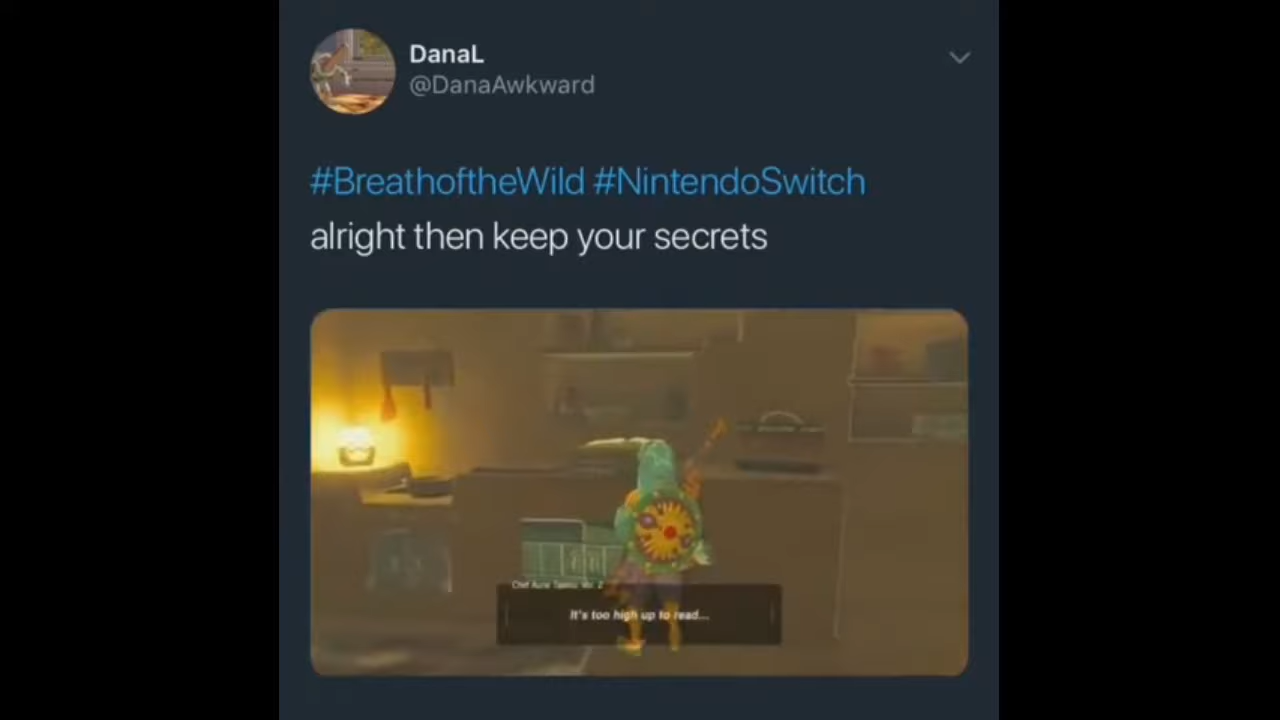 DanaL
@DanaAwkward
#BreathoftheWild #NintendoSwitch
alright then keep your secrets
It's too high up to read...